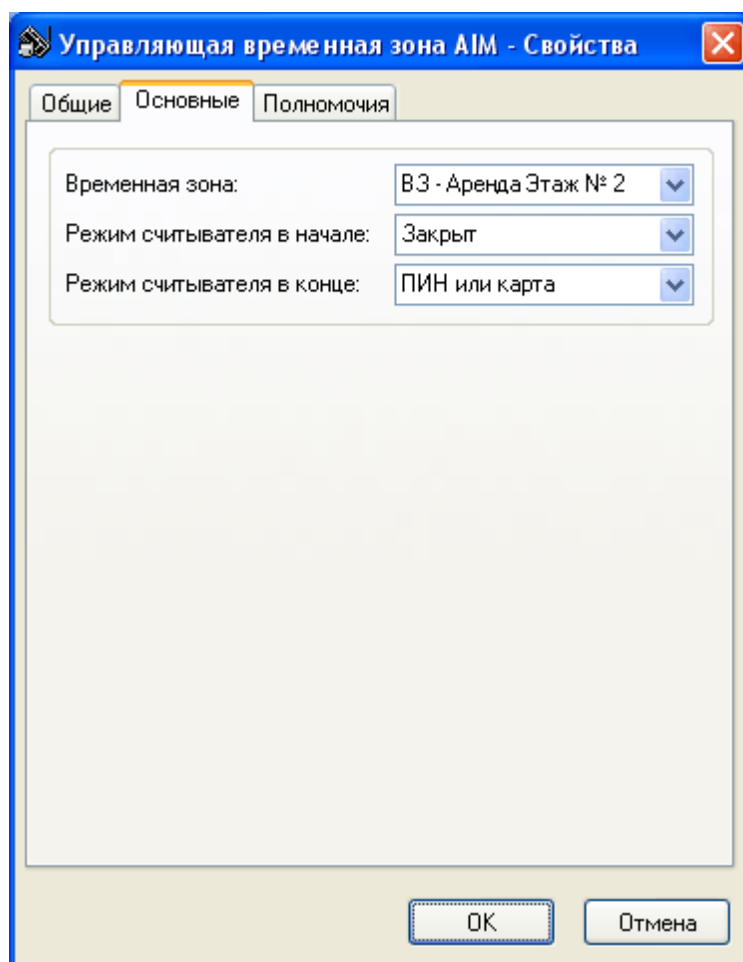 Управляющая временная зона AIM - Свойства
Общие Основные Полномочия
Временная зона: ВЗ - Аренда Этаж № 2
Режим считывателя в начале: Закрыт
Режим считывателя в конце: ПИН или карта
OK Отмена